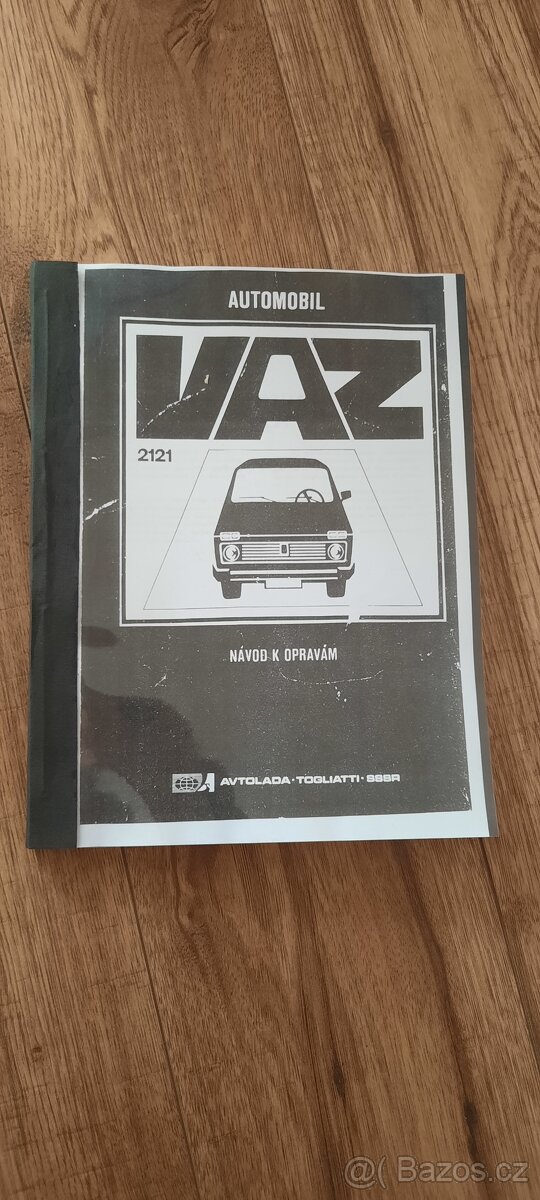 AUTOMOBIL
VAZ
2121
NÁVOD K OPRAVÁM
AVTOLADA · TOGLIATTI · SSSR
Bazos.cz